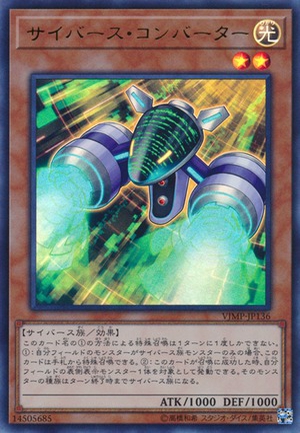 サイバース・コンバーター
光
VJMP-JP136
【サイバース族/効果】
このカード名の①の方法による特殊召喚は1ターンに1度しかできない。
①:自分フィールドのモンスターがサイバース族モンスターのみの場合、この
カードは手札から特殊召喚できる。②:このカードが召喚に成功した時、自分
フィールドの表側表示モンスター1体を対象として発動できる。そのモンスタ
ーの種族はターン終了時までサイバース族になる。
ATK/1000 DEF/1000
14505685
©高橋和希 スタジオ・ダイス/集英社